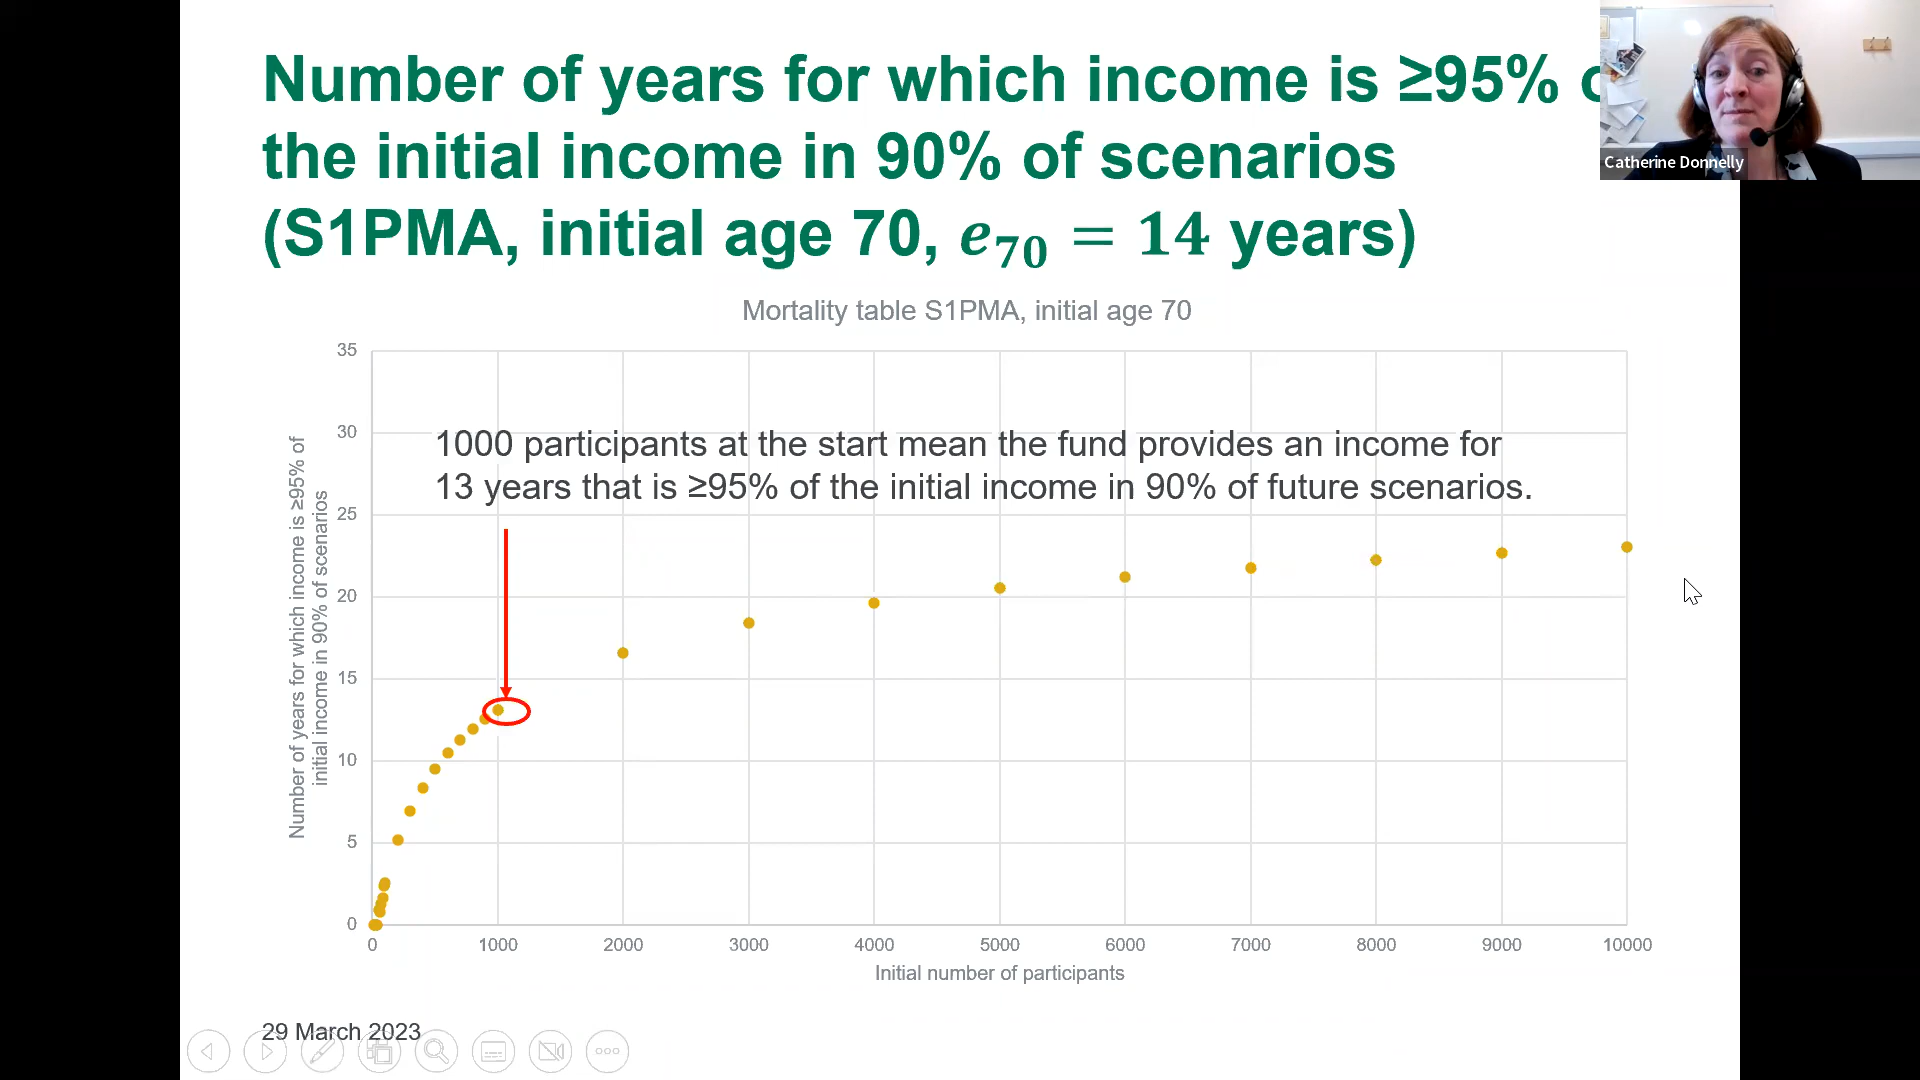 Number of years for which income is ≥95%
the initial income in 90% of scenarios
(S1PMA, initial age 70, e₇₀ = 14 years)
Catherine Donnelly
Mortality table S1PMA, initial age 70
35
30
25
20
15
10
5
0
Number of years for which income is ≥95% of
initial income in 90% of scenarios
1000 participants at the start mean the fund provides an income for
13 years that is ≥95% of the initial income in 90% of future scenarios.
0 1000 2000 3000 4000 5000 6000 7000 8000 9000 10000
Initial number of participants
29 March 2023